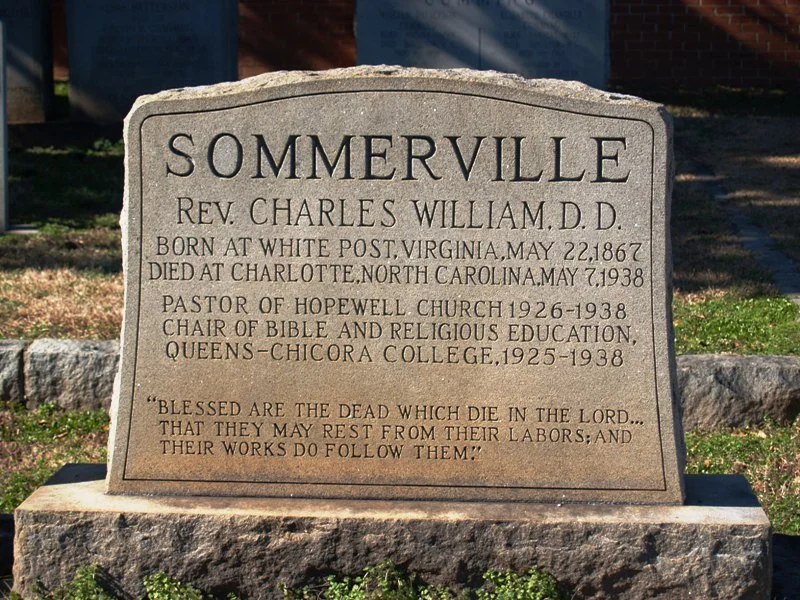 SOMMERVILLE
REV. CHARLES WILLIAM, D. D.
BORN AT WHITE POST, VIRGINIA, MAY 22, 1867
DIED AT CHARLOTTE, NORTH CAROLINA, MAY 7, 1938
PASTOR OF HOPEWELL CHURCH 1926-1938
CHAIR OF BIBLE AND RELIGIOUS EDUCATION,
QUEENS-CHICORA COLLEGE, 1925-1938
"BLESSED ARE THE DEAD WHICH DIE IN THE LORD...
THAT THEY MAY REST FROM THEIR LABORS; AND
THEIR WORKS DO FOLLOW THEM."